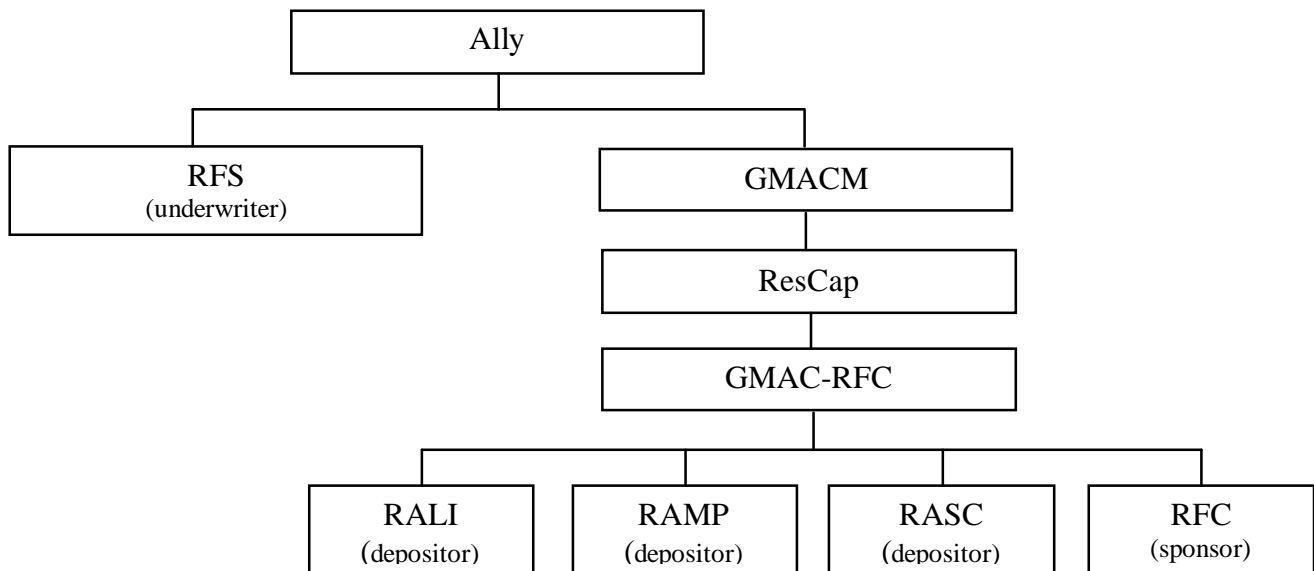 Ally
RFS
(underwriter)
GMACM
ResCap
GMAC-RFC
RALI
(depositor)
RAMP
(depositor)
RASC
(depositor)
RFC
(sponsor)